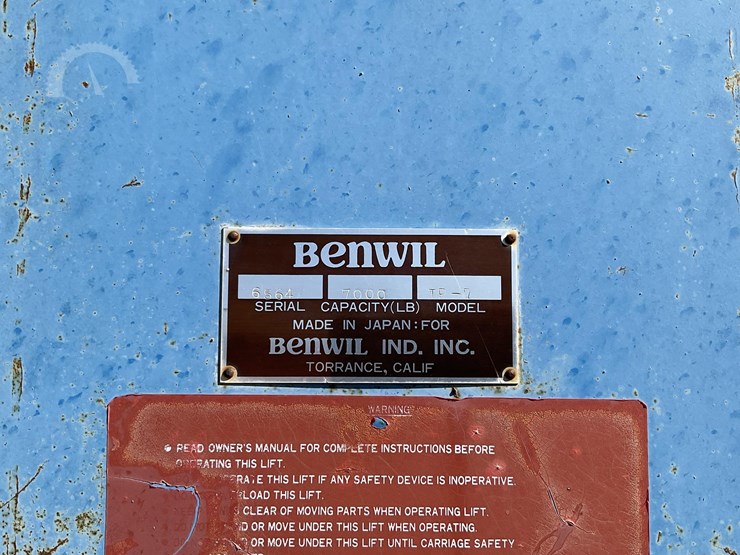 BENWIL
7000
SERIAL CAPACITY(LB) MODEL
MADE IN JAPAN: FOR
BENWIL IND. INC.
TORRANCE, CALIF
WARNING
READ OWNER'S MANUAL FOR COMPLETE INSTRUCTIONS BEFORE
OPERATING THIS LIFT.
THIS LIFT IF ANY SAFETY DEVICE IS INOPERATIVE.
THIS LIFT.
CLEAR OF MOVING PARTS WHEN OPERATING LIFT.
OR MOVE UNDER THIS LIFT WHEN OPERATING.
OR MOVE UNDER THIS LIFT UNTIL CARRIAGE SAFETY